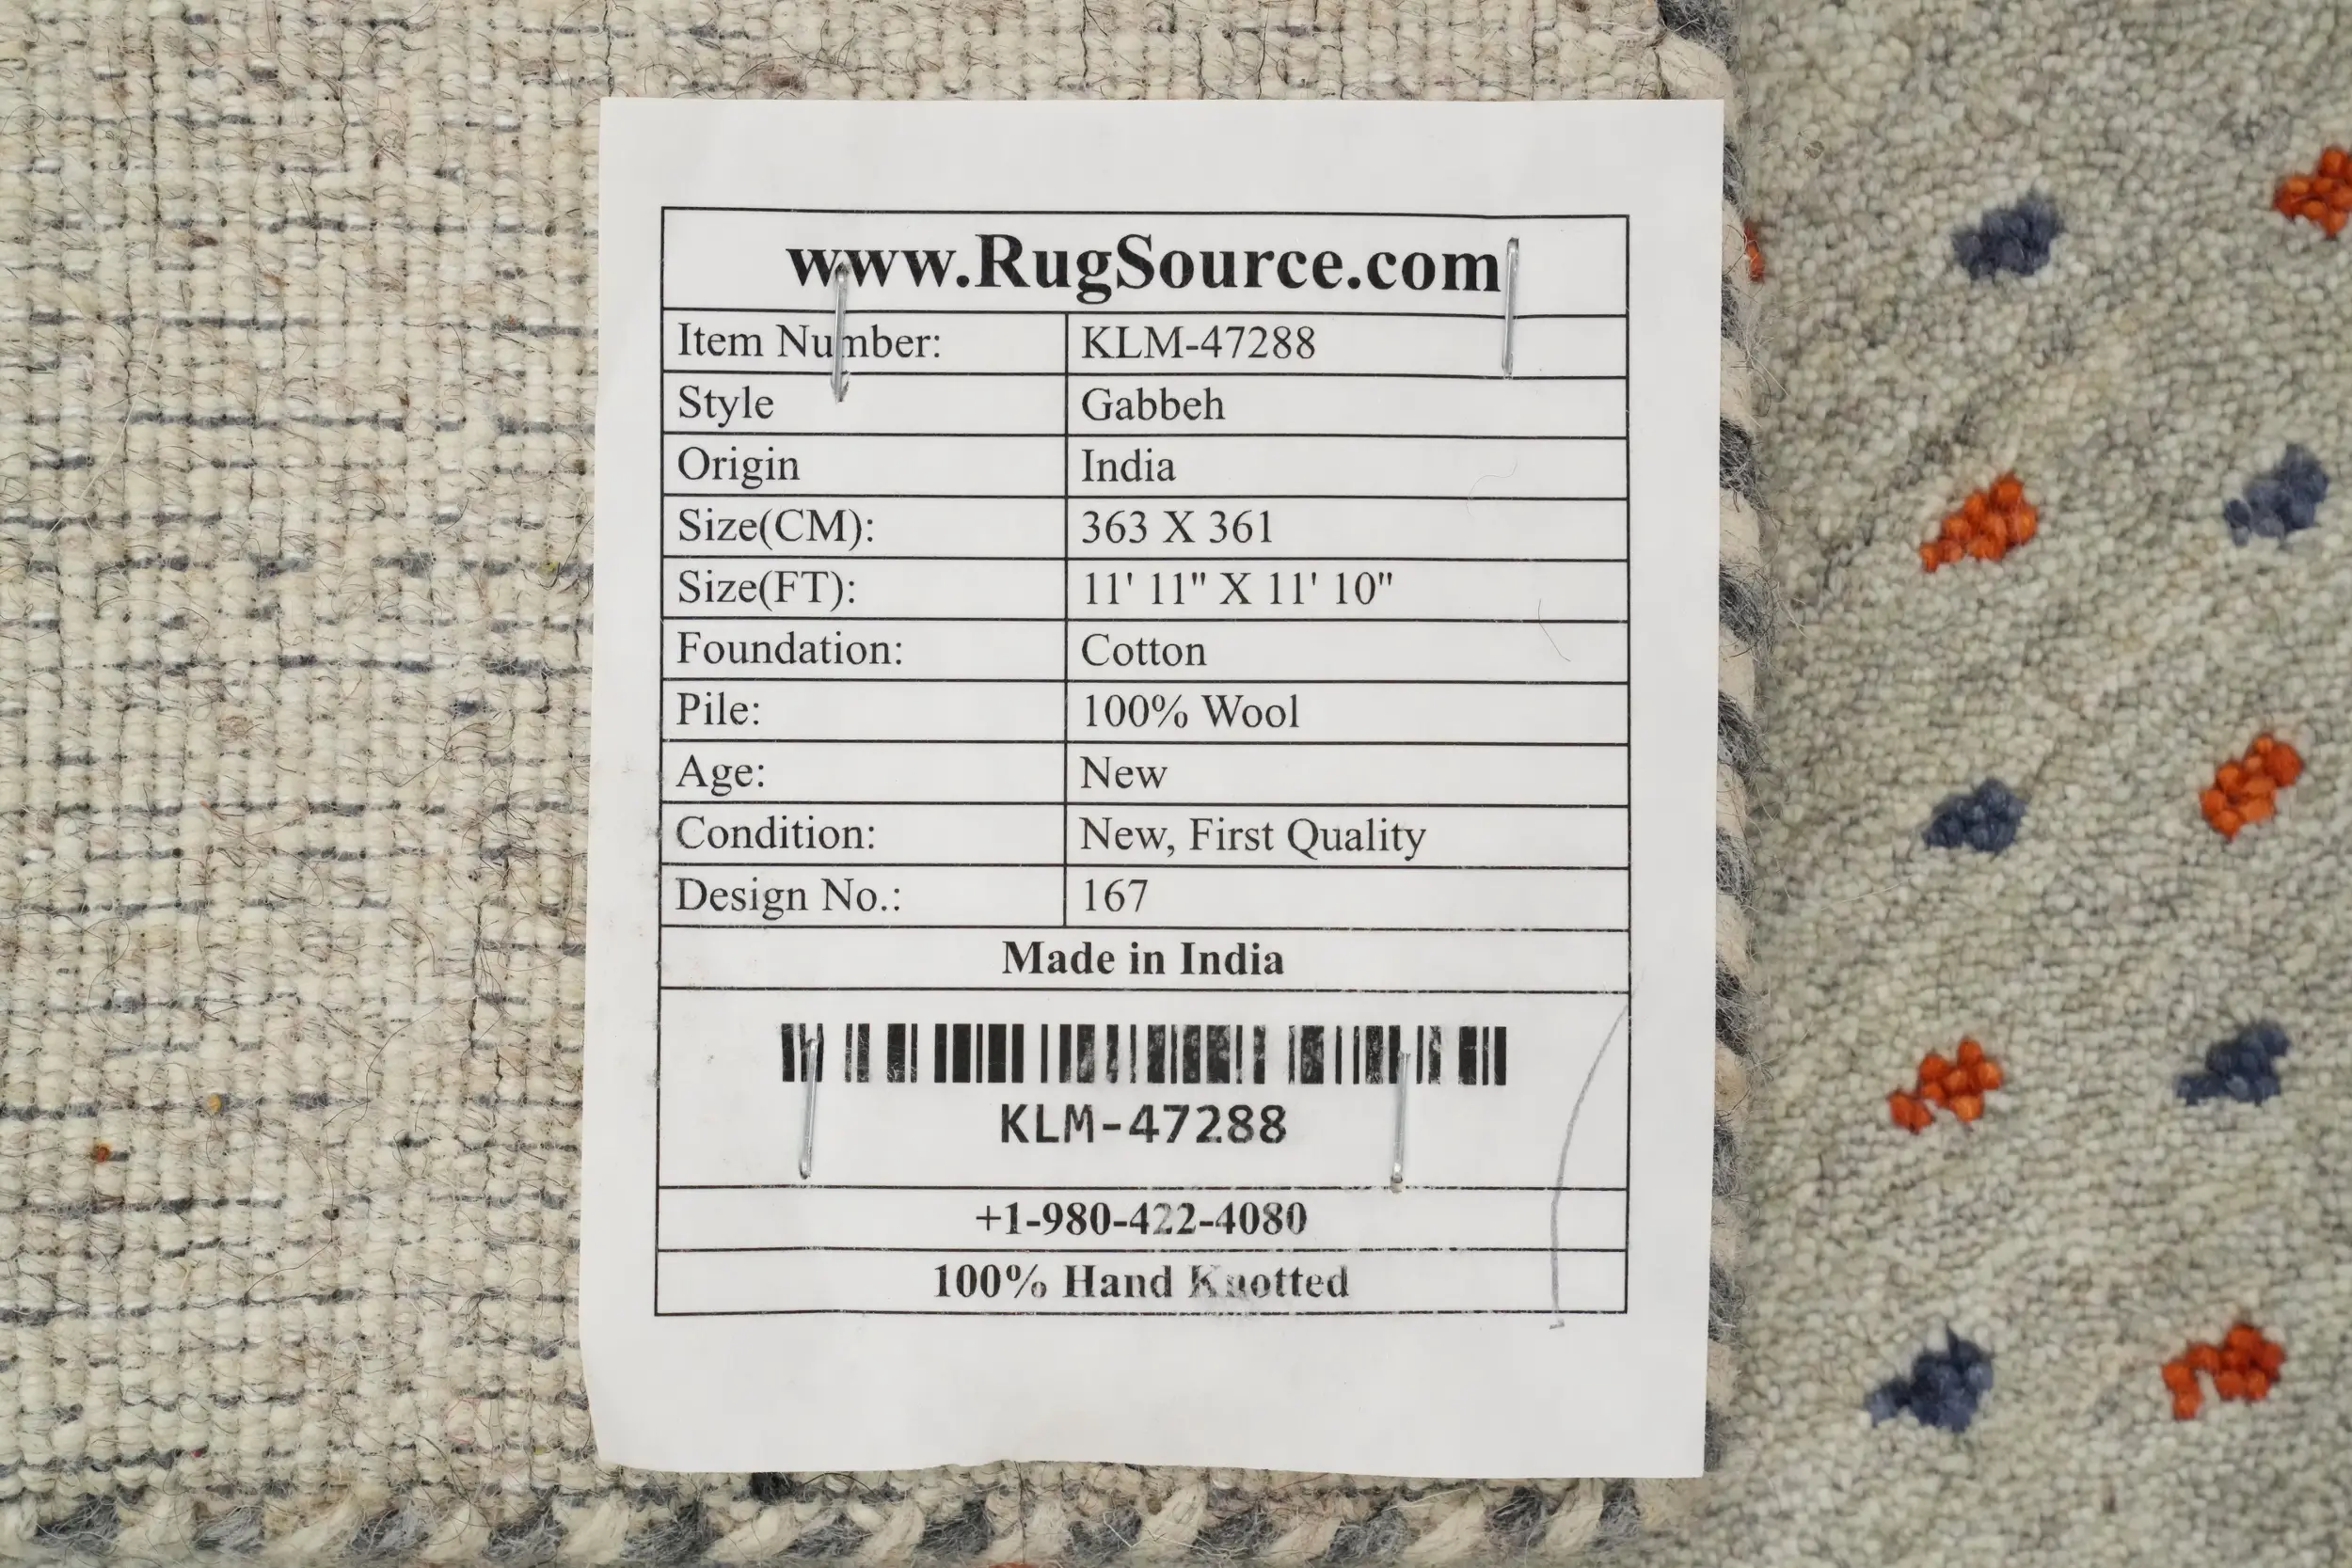 www.RugSource.com
Item Number: KLM-47288
Style Gabbeh
Origin India
Size(CM): 363 X 361
Size(FT): 11' 11" X 11' 10"
Foundation: Cotton
Pile: 100% Wool
Age: New
Condition: New, First Quality
Design No.: 167
Made in India
KLM-47288
+1-980-422-4080
100% Hand Knotted